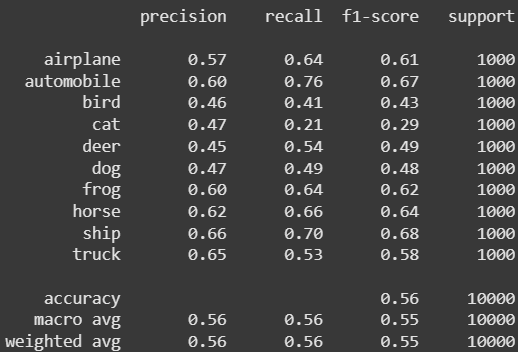 precision recall f1-score support
airplane 0.57 0.64 0.61 1000
automobile 0.60 0.76 0.67 1000
bird 0.46 0.41 0.43 1000
cat 0.47 0.21 0.29 1000
deer 0.45 0.54 0.49 1000
dog 0.47 0.49 0.48 1000
frog 0.60 0.64 0.62 1000
horse 0.62 0.66 0.64 1000
ship 0.66 0.70 0.68 1000
truck 0.65 0.53 0.58 1000
accuracy 0.56 10000
macro avg 0.56 0.56 0.55 10000
weighted avg 0.56 0.56 0.55 10000